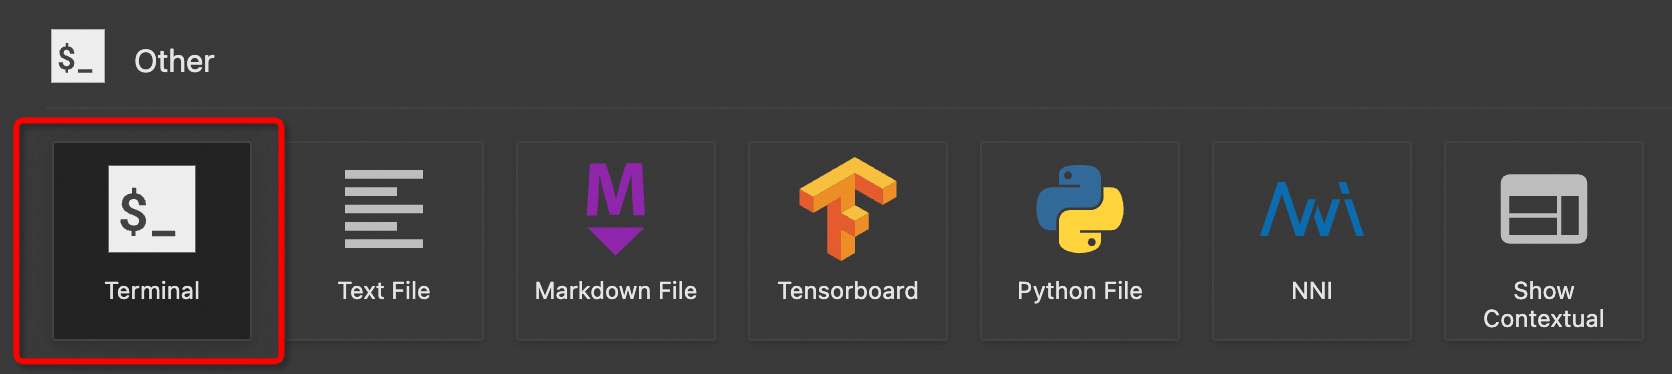 $_ Other
$_
Terminal
Text File
M
Markdown File
Tensorboard
Python File
NNI
Show
Contextual